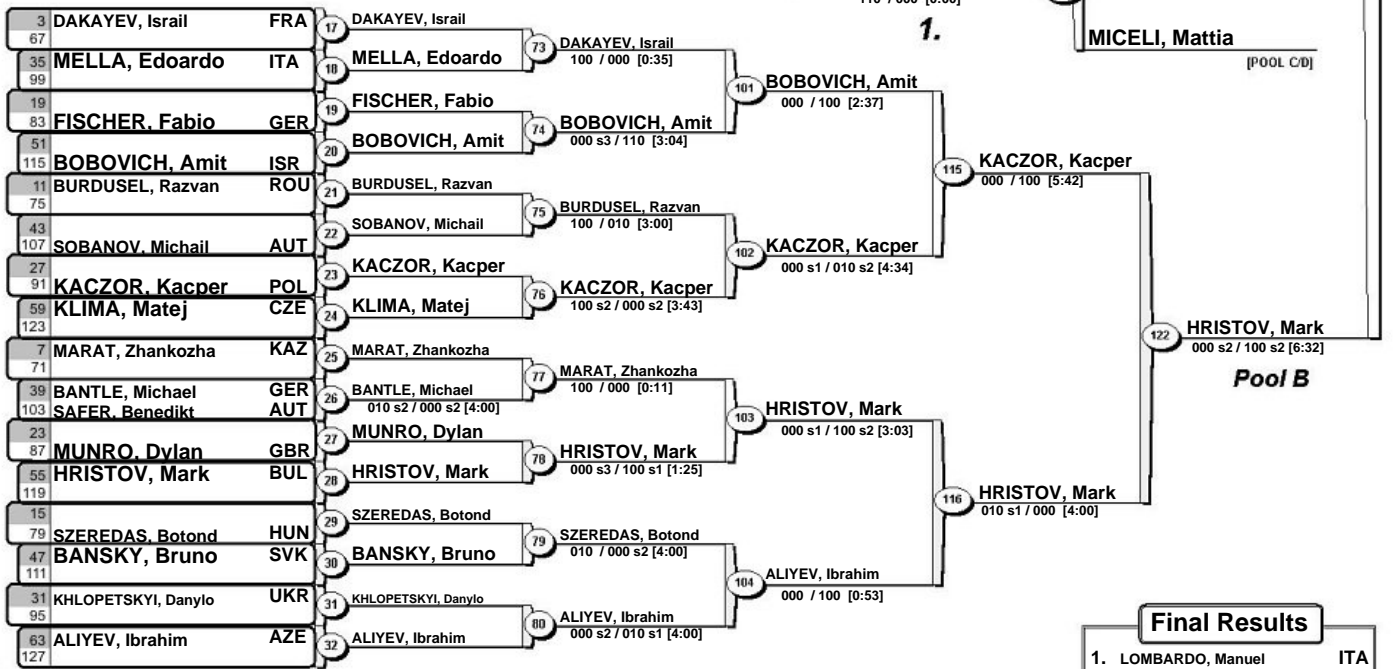 3 DAKAYEV, Israil FRA
67
35 MELLA, Edoardo ITA
99
19
83 FISCHER, Fabio GER
51
115 BOBOVICH, Amit ISR
11 BURDUSEL, Razvan ROU
75
43
107 SOBANOV, Michail AUT
27
91 KACZOR, Kacper POL
59 KLIMA, Matej CZE
123
7 MARAT, Zhankozha KAZ
71
39 BANTLE, Michael GER
103 SAFER, Benedikt AUT
23
87 MUNRO, Dylan GBR
55 HRISTOV, Mark BUL
119
15
79 SZEREDAS, Botond HUN
47 BANSKY, Bruno SVK
111
31 KHLOPETSKYI, Danylo UKR
95
63 ALIYEV, Ibrahim AZE
127
17 DAKAYEV, Israil
18 MELLA, Edoardo
19 FISCHER, Fabio
20 BOBOVICH, Amit
21 BURDUSEL, Razvan
22 SOBANOV, Michail
23 KACZOR, Kacper
24 KLIMA, Matej
25 MARAT, Zhankozha
26 BANTLE, Michael
010 s2 / 000 s2 [4:00]
27 MUNRO, Dylan
28 HRISTOV, Mark
29 SZEREDAS, Botond
30 BANSKY, Bruno
31 KHLOPETSKYI, Danylo
32 ALIYEV, Ibrahim
73 DAKAYEV, Israil
100 / 000 [0:35]
74 BOBOVICH, Amit
000 s3 / 110 [3:04]
75 BURDUSEL, Razvan
100 / 010 [3:00]
76 KACZOR, Kacper
100 s2 / 000 s2 [3:43]
77 MARAT, Zhankozha
100 / 000 [0:11]
78 HRISTOV, Mark
000 s3 / 100 s1 [1:25]
79 SZEREDAS, Botond
010 / 000 s2 [4:00]
80 ALIYEV, Ibrahim
000 s2 / 010 s1 [4:00]
101 BOBOVICH, Amit
000 / 100 [2:37]
102 KACZOR, Kacper
000 s1 / 010 s2 [4:34]
103 HRISTOV, Mark
000 s1 / 100 s2 [3:03]
104 ALIYEV, Ibrahim
000 / 100 [0:53]
115 KACZOR, Kacper
000 / 100 [5:42]
116 HRISTOV, Mark
010 s1 / 000 [4:00]
122 HRISTOV, Mark
000 s2 / 100 s2 [6:32]
Pool B
1.
MICELI, Mattia
[POOL C/D]
Final Results
1. LOMBARDO, Manuel ITA